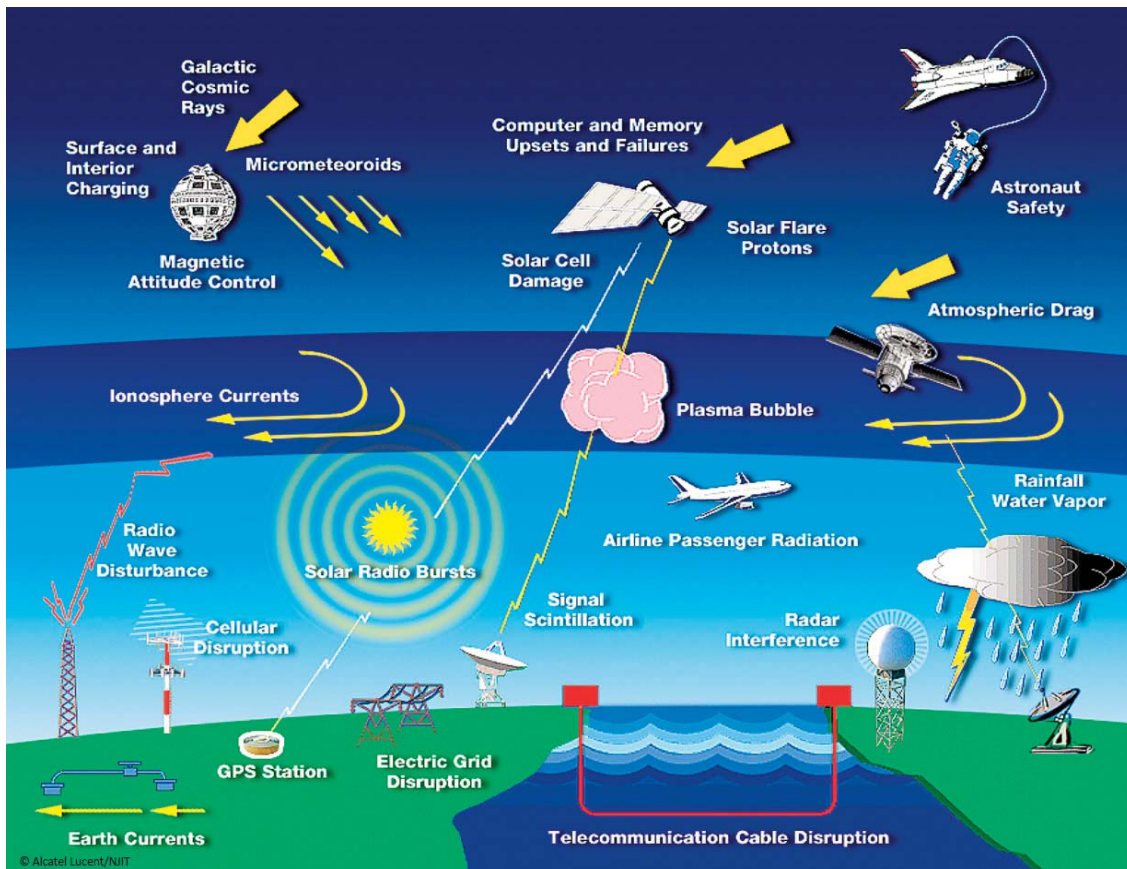 Galactic
Cosmic
Rays
Surface and
Interior
Charging
Micrometeoroids
Magnetic
Attitude Control
Computer and Memory
Upsets and Failures
Solar Cell
Damage
Solar Flare
Protons
Astronaut
Safety
Atmospheric Drag
Ionosphere Currents
Plasma Bubble
Rainfall
Water Vapor
Radio
Wave
Disturbance
Solar Radio Bursts
Airline Passenger Radiation
Cellular
Disruption
Signal
Scintillation
Radar
Interference
GPS Station
Electric Grid
Disruption
Earth Currents
Telecommunication Cable Disruption
© Alcatel Lucent/NJIT